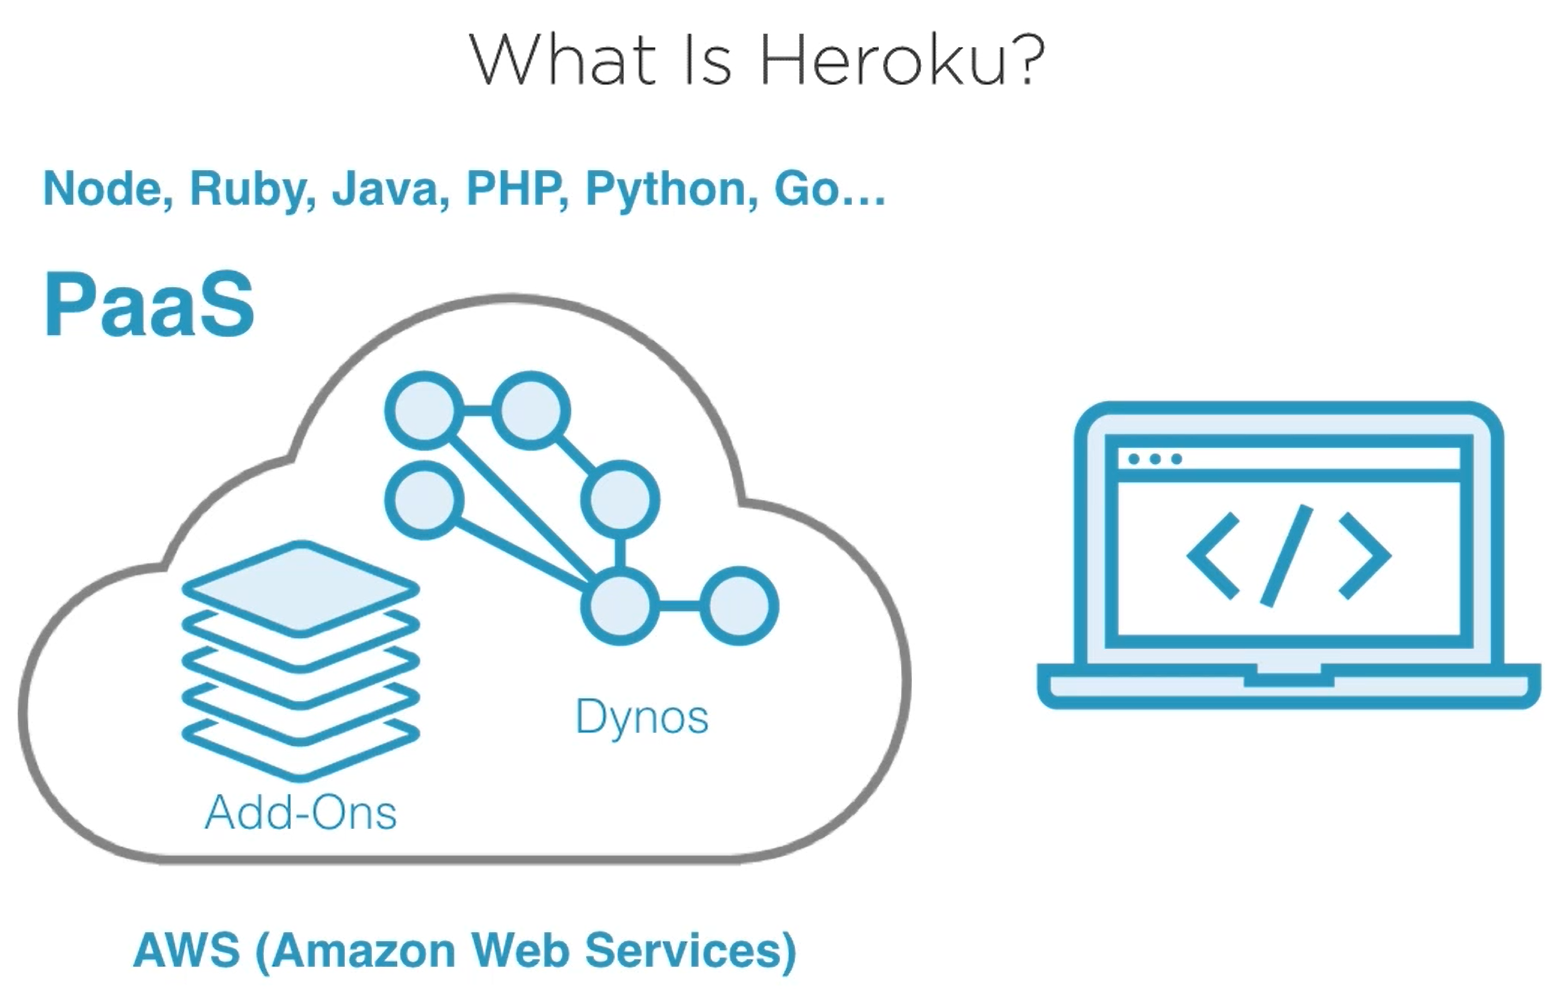 What Is Heroku?
Node, Ruby, Java, PHP, Python, Go...
PaaS
</>
Dynos
Add-Ons
AWS (Amazon Web Services)